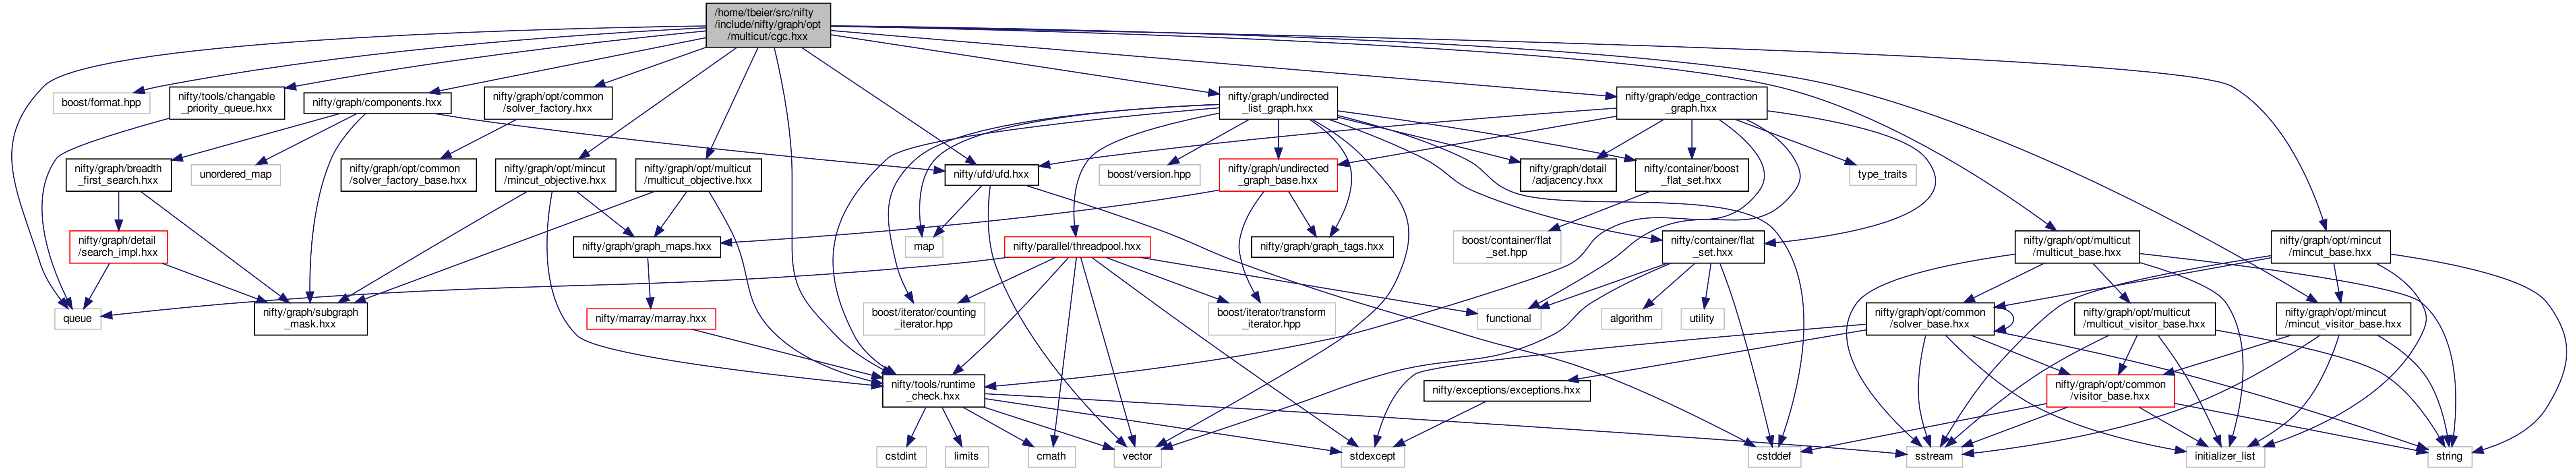 /home/tbeier/src/nifty
/include/nifty/graph/opt
/multicut/cgc.hxx
boost/format.hpp
nifty/tools/changable
_priority_queue.hxx
nifty/graph/components.hxx
nifty/graph/opt/common
/solver_factory.hxx
nifty/graph/undirected
_list_graph.hxx
nifty/graph/edge_contraction
_graph.hxx
nifty/graph/breadth
_first_search.hxx
unordered_map
nifty/graph/opt/common
/solver_factory_base.hxx
nifty/graph/opt/mincut
/mincut_objective.hxx
nifty/graph/opt/multicut
/multicut_objective.hxx
nifty/ufd/ufd.hxx
boost/version.hpp
nifty/graph/undirected
_graph_base.hxx
nifty/graph/detail
/adjacency.hxx
nifty/container/boost
_flat_set.hxx
type_traits
nifty/graph/detail
/search_impl.hxx
nifty/graph/graph_maps.hxx
map
nifty/parallel/threadpool.hxx
nifty/graph/graph_tags.hxx
boost/container/flat
_set.hpp
nifty/container/flat
_set.hxx
nifty/graph/opt/multicut
/multicut_base.hxx
nifty/graph/opt/mincut
/mincut_base.hxx
queue
nifty/graph/subgraph
_mask.hxx
nifty/marray/marray.hxx
boost/iterator/counting
_iterator.hpp
boost/iterator/transform
_iterator.hpp
functional
algorithm
utility
nifty/graph/opt/common
/solver_base.hxx
nifty/graph/opt/multicut
/multicut_visitor_base.hxx
nifty/graph/opt/mincut
/mincut_visitor_base.hxx
nifty/tools/runtime
_check.hxx
nifty/exceptions/exceptions.hxx
nifty/graph/opt/common
/visitor_base.hxx
cstdint
limits
cmath
vector
stdexcept
cstddef
sstream
initializer_list
string